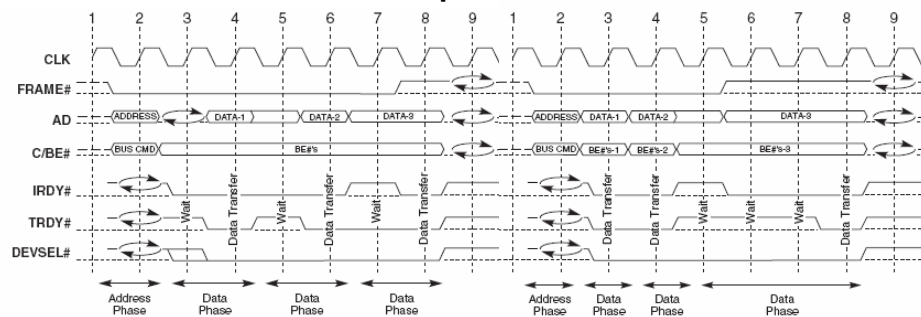 1 2 3 4 5 6 7 8 9 1 2 3 4 5 6 7 8 9
CLK
FRAME#
AD ADDRESS DATA-1 DATA-2 DATA-3 ADDRESS DATA-1 DATA-2 DATA-3
C/BE# BUS CMD BE#'s BUS CMD BE#'s-1 BE#'s-2 BE#'s-3
IRDY#
TRDY#
DEVSEL#
Wait
Data Transfer
Wait
Data Transfer
Wait
Data Transfer
Data Transfer
Data Transfer
Wait
Wait
Wait
Data Transfer
Address Data Data Data Address Data Data Data
Phase Phase Phase Phase Phase Phase Phase Phase